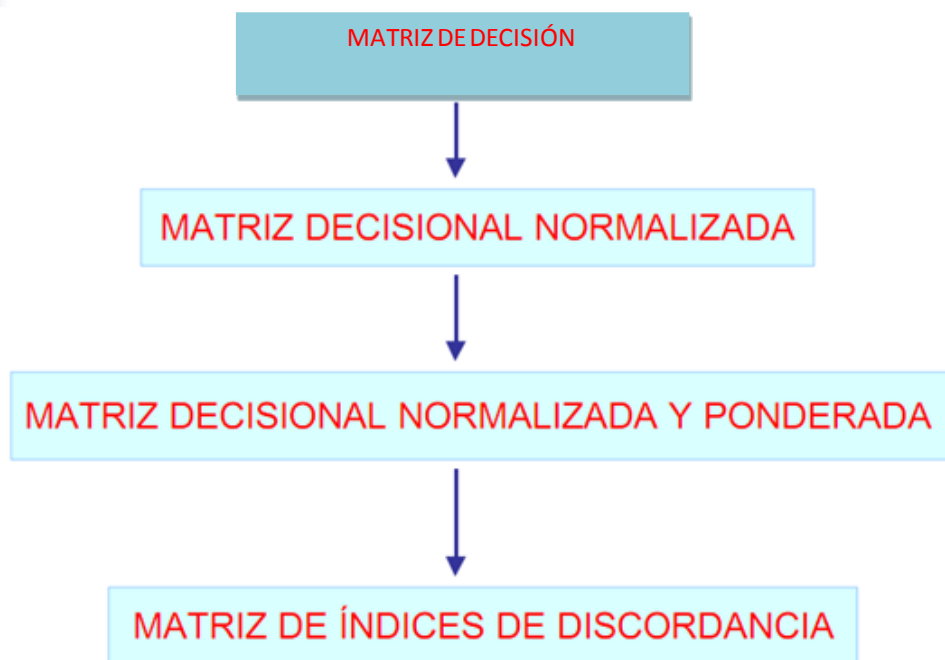 MATRIZ DE DECISIÓN
MATRIZ DECISIONAL NORMALIZADA
MATRIZ DECISIONAL NORMALIZADA Y PONDERADA
MATRIZ DE ÍNDICES DE DISCORDANCIA